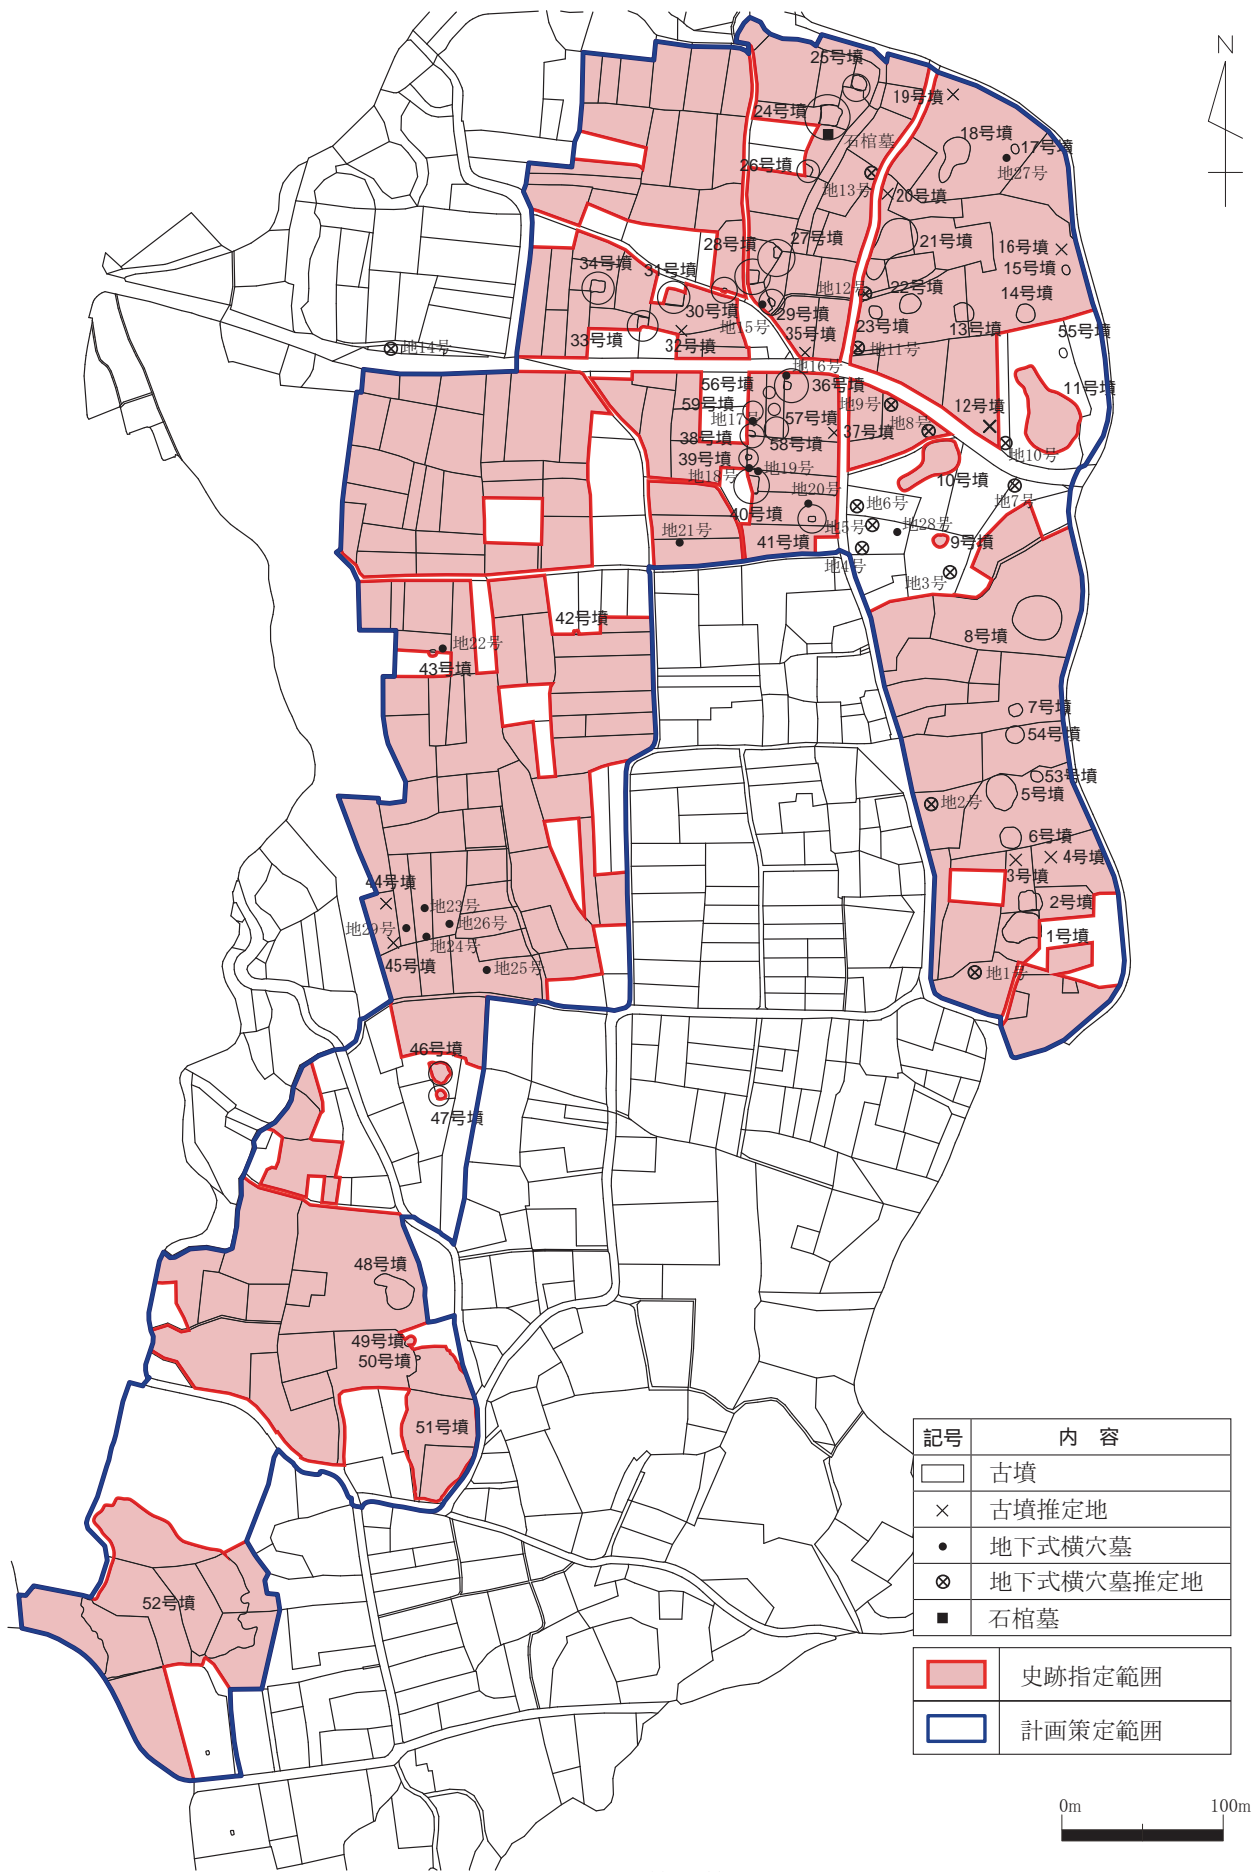 N
25号墳
24号墳
19号墳
石棺墓
18号墳
17号墳
26号墳
地13号
地27号
20号墳
28号墳
27号墳
21号墳
16号墳
34号墳
31号墳
15号墳
地12号
22号墳
14号墳
30号墳
29号墳
地15号
23号墳
13号墳
55号墳
33号墳
32号墳
35号墳
地14号
地11号
地16号
56号墳
36号墳
11号墳
59号墳
地9号
12号墳
地17号
57号墳
地8号
37号墳
38号墳
58号墳
地10号
39号墳
地18号
地19号
10号墳
地7号
地20号
地6号
40号墳
地5号
地28号
地21号
41号墳
9号墳
地4号
地3号
42号墳
8号墳
地22号
43号墳
7号墳
54号墳
53号墳
5号墳
地2号
6号墳
4号墳
3号墳
44号墳
2号墳
地23号
地29号
地26号
1号墳
地24号
45号墳
地25号
地1号
46号墳
47号墳
48号墳
49号墳
50号墳
51号墳
52号墳
記号 内 容
古墳
古墳推定地
地下式横穴墓
地下式横穴墓推定地
石棺墓
史跡指定範囲
計画策定範囲
0m 100m